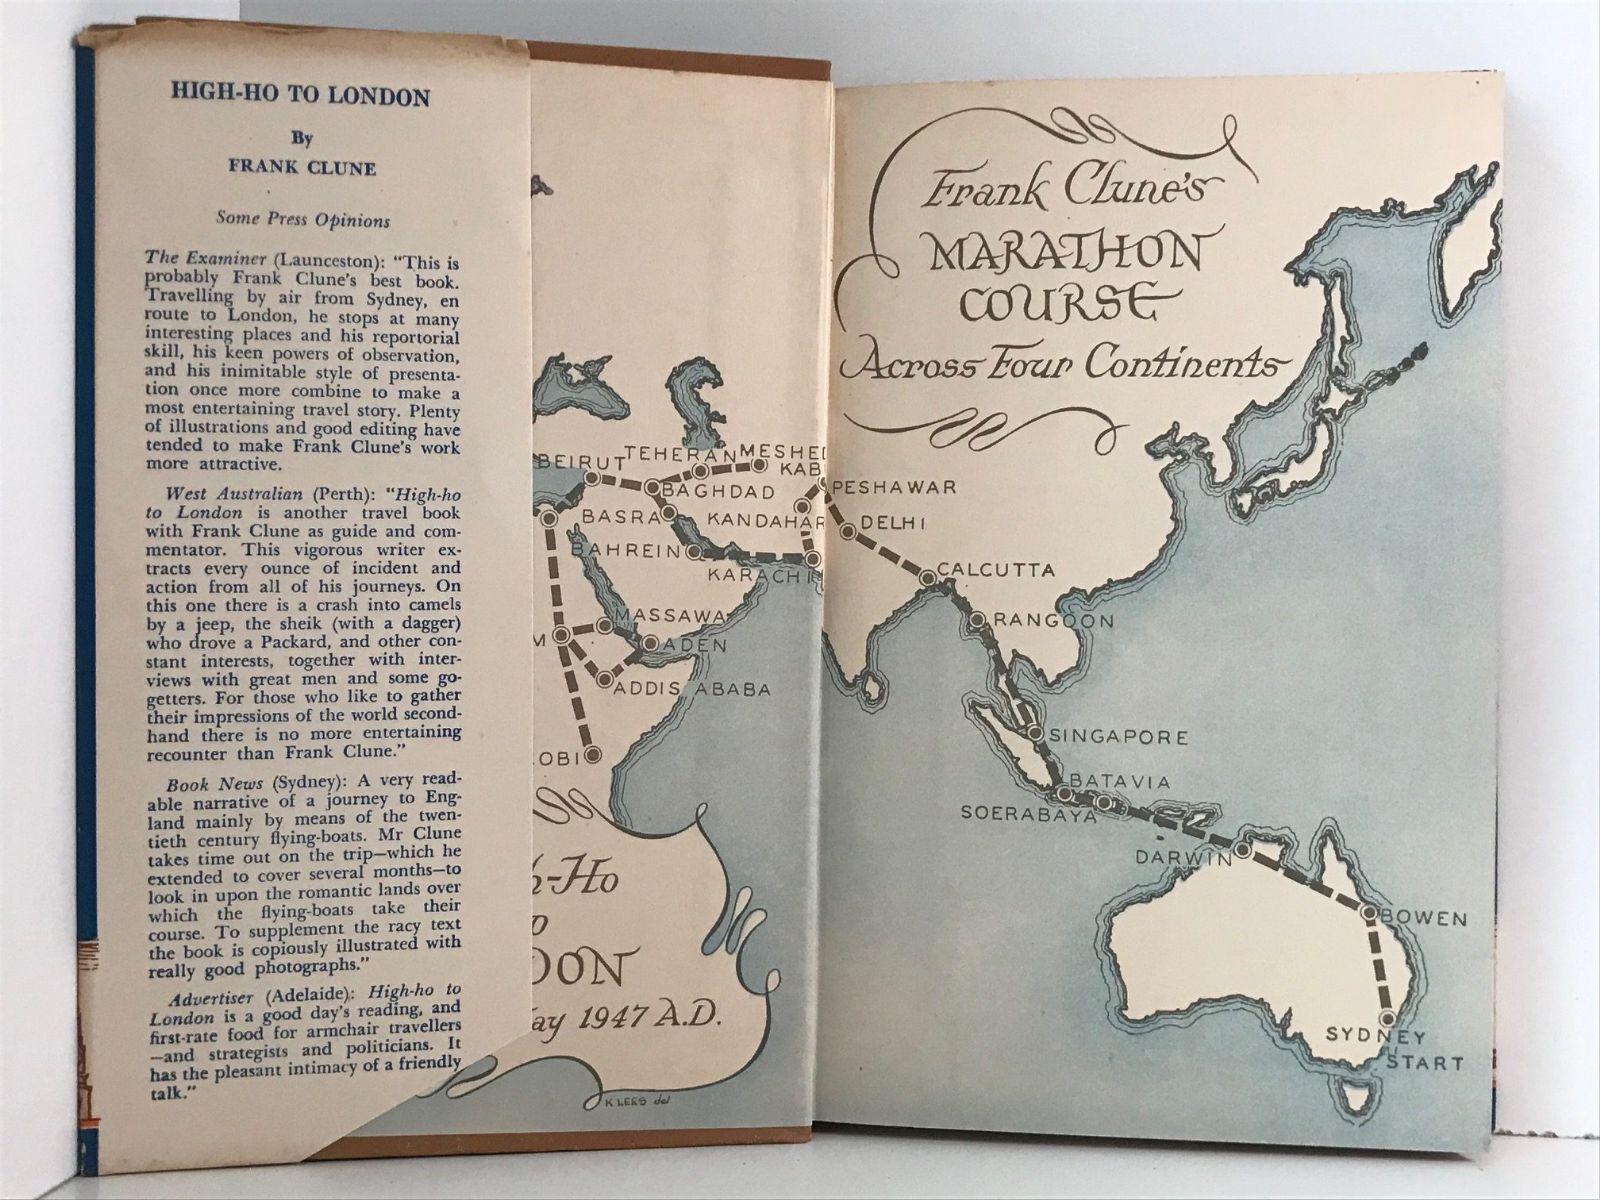 HIGH-HO TO LONDON
By
FRANK CLUNE
Some Press Opinions
The Examiner (Launceston): "This is
probably Frank Clune's best book.
Travelling by air from Sydney, en
route to London, he stops at many
interesting places and his reportorial
skill, his keen powers of observation,
and his inimitable style of presenta-
tion once more combine to make a
most entertaining travel story. Plenty
of illustrations and good editing have
tended to make Frank Clune's work
more attractive.
West Australian (Perth): "High-ho
to London is another travel book
with Frank Clune as guide and com-
mentator. This vigorous writer ex-
tracts every ounce of incident and
action from all of his journeys. On
this one there is a crash into camels
by a jeep, the sheik (with a dagger)
who drove a Packard, and other con-
stant interests, together with inter-
views with great men and some go-
getters. For those who like to gather
their impressions of the world second-
hand there is no more entertaining
recounter than Frank Clune."
Book News (Sydney): A very read-
able narrative of a journey to Eng-
land mainly by means of the twen-
tieth century flying-boats. Mr Clune
takes time out on the trip—which he
extended to cover several months—to
look in upon the romantic lands over
which the flying-boats take their
course. To supplement the racy text
the book is copiously illustrated with
really good photographs."
Advertiser (Adelaide): High-ho to
London is a good day's reading, and
first-rate food for armchair travellers
—and strategists and politicians. It
has the pleasant intimacy of a friendly
talk."
BEIRUT
TEHERAN
MESHED
KAB
BAGHDAD
BASRA
KANDAHAR
BAHREIN
KARACHI
MASSAWA
M
ADEN
ADDIS ABABA
OBI
h-Ho
o
DON
ay 1947 A.D.
K LEES del
Frank Clune's
MARATHON
COURSE
Across Four Continents
PESHAWAR
DELHI
CALCUTTA
RANGOON
SINGAPORE
BATAVIA
SOERABAYA
DARWIN
BOWEN
SYDNEY
START